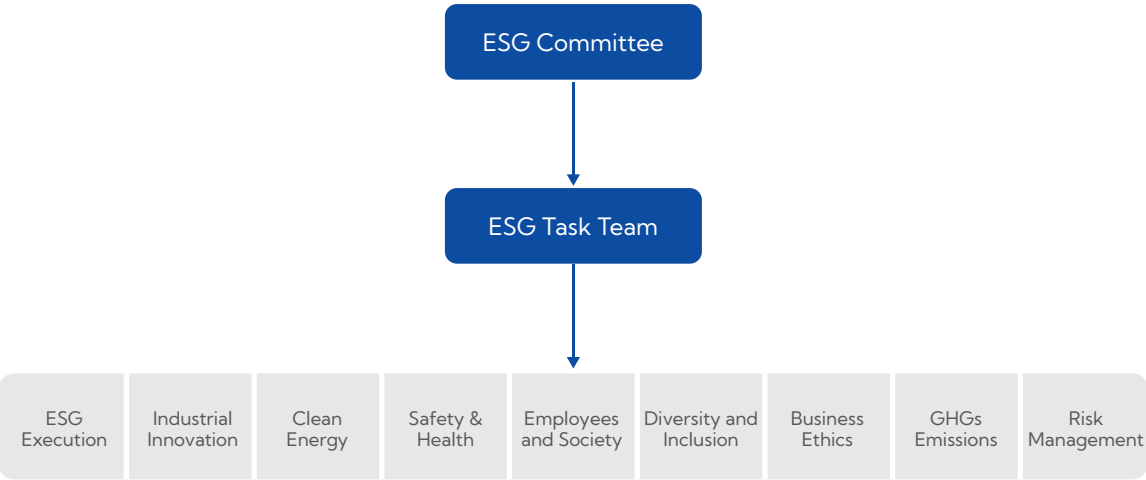 ESG Committee
ESG Task Team
ESG
Execution
Industrial
Innovation
Clean
Energy
Safety &
Health
Employees
and Society
Diversity and
Inclusion
Business
Ethics
GHGs
Emissions
Risk
Management